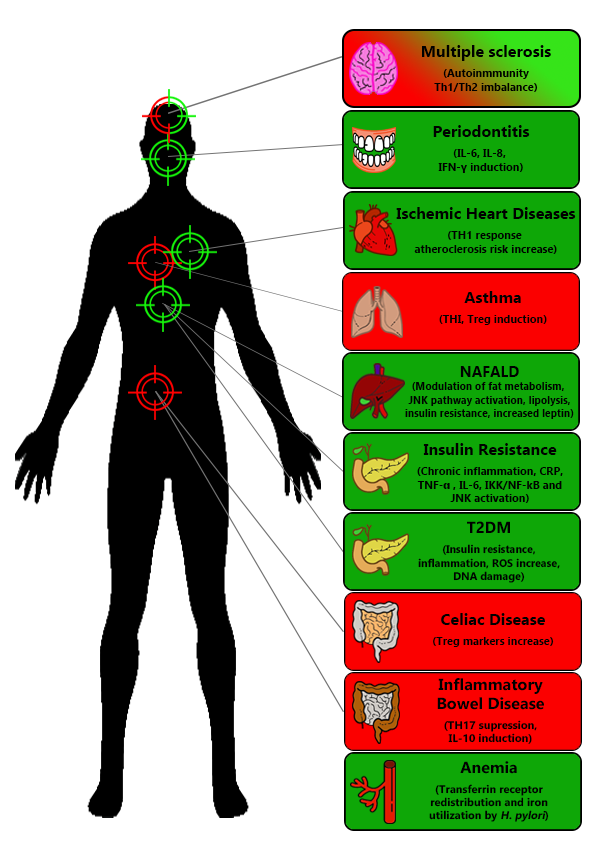 Multiple sclerosis
(Autoinmmunity
Th1/Th2 imbalance)
Periodontitis
(IL-6, IL-8,
IFN-γ induction)
Ischemic Heart Diseases
(TH1 response
atheroclerosis risk increase)
Asthma
(THI, Treg induction)
NAFALD
(Modulation of fat metabolism,
JNK pathway activation, lipolysis,
insulin resistance, increased leptin)
Insulin Resistance
(Chronic inflammation, CRP,
TNF-α , IL-6, IKK/NF-kB and
JNK activation)
T2DM
(Insulin resistance,
inflammation, ROS increase,
DNA damage)
Celiac Disease
(Treg markers increase)
Inflammatory
Bowel Disease
(TH17 supression,
IL-10 induction)
Anemia
(Transferrin receptor
redistribution and iron
utilization by H. pylori)